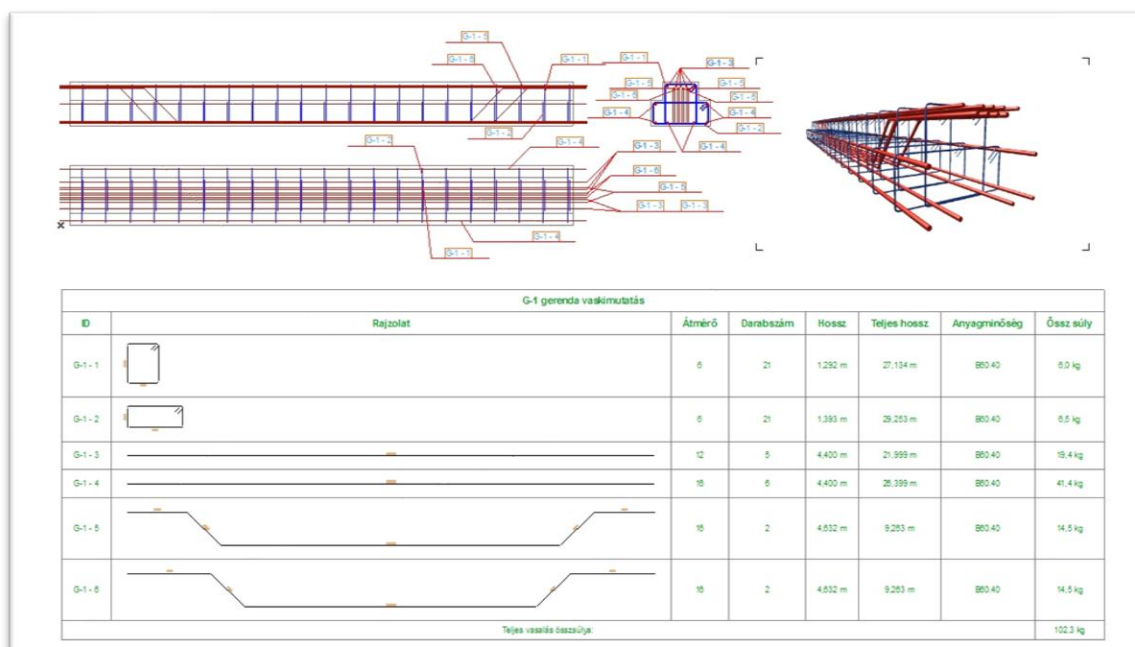 G-1 - 5
G-1 - 6
G-1 - 1
G-1 - 2
G-1 - 1
G-1 - 3
G-1 - 5
G-1 - 5
G-1 - 6
G-1 - 6
G-1 - 4
G-1 - 4
G-1 - 2
G-1 - 4
G-1 - 2
G-1 - 4
G-1 - 3
G-1 - 6
G-1 - 5
G-1 - 3 G-1 - 3
G-1 - 4
G-1 - 1
G-1 gerenda vaskimutatás
ID Rajzolat Átmérő Darabszám Hossz Teljes hossz Anyagminőség Össz súly
G-1 - 1 6 21 1,292 m 27,134 m B60.40 6,0 kg
G-1 - 2 6 21 1,393 m 29,253 m B60.40 6,5 kg
G-1 - 3 12 5 4,400 m 21,999 m B60.40 19,4 kg
G-1 - 4 16 6 4,400 m 26,399 m B60.40 41,4 kg
G-1 - 5 16 2 4,632 m 9,263 m B60.40 14,5 kg
G-1 - 6 16 2 4,632 m 9,263 m B60.40 14,5 kg
Teljes vasalás összsúlya: 102,3 kg